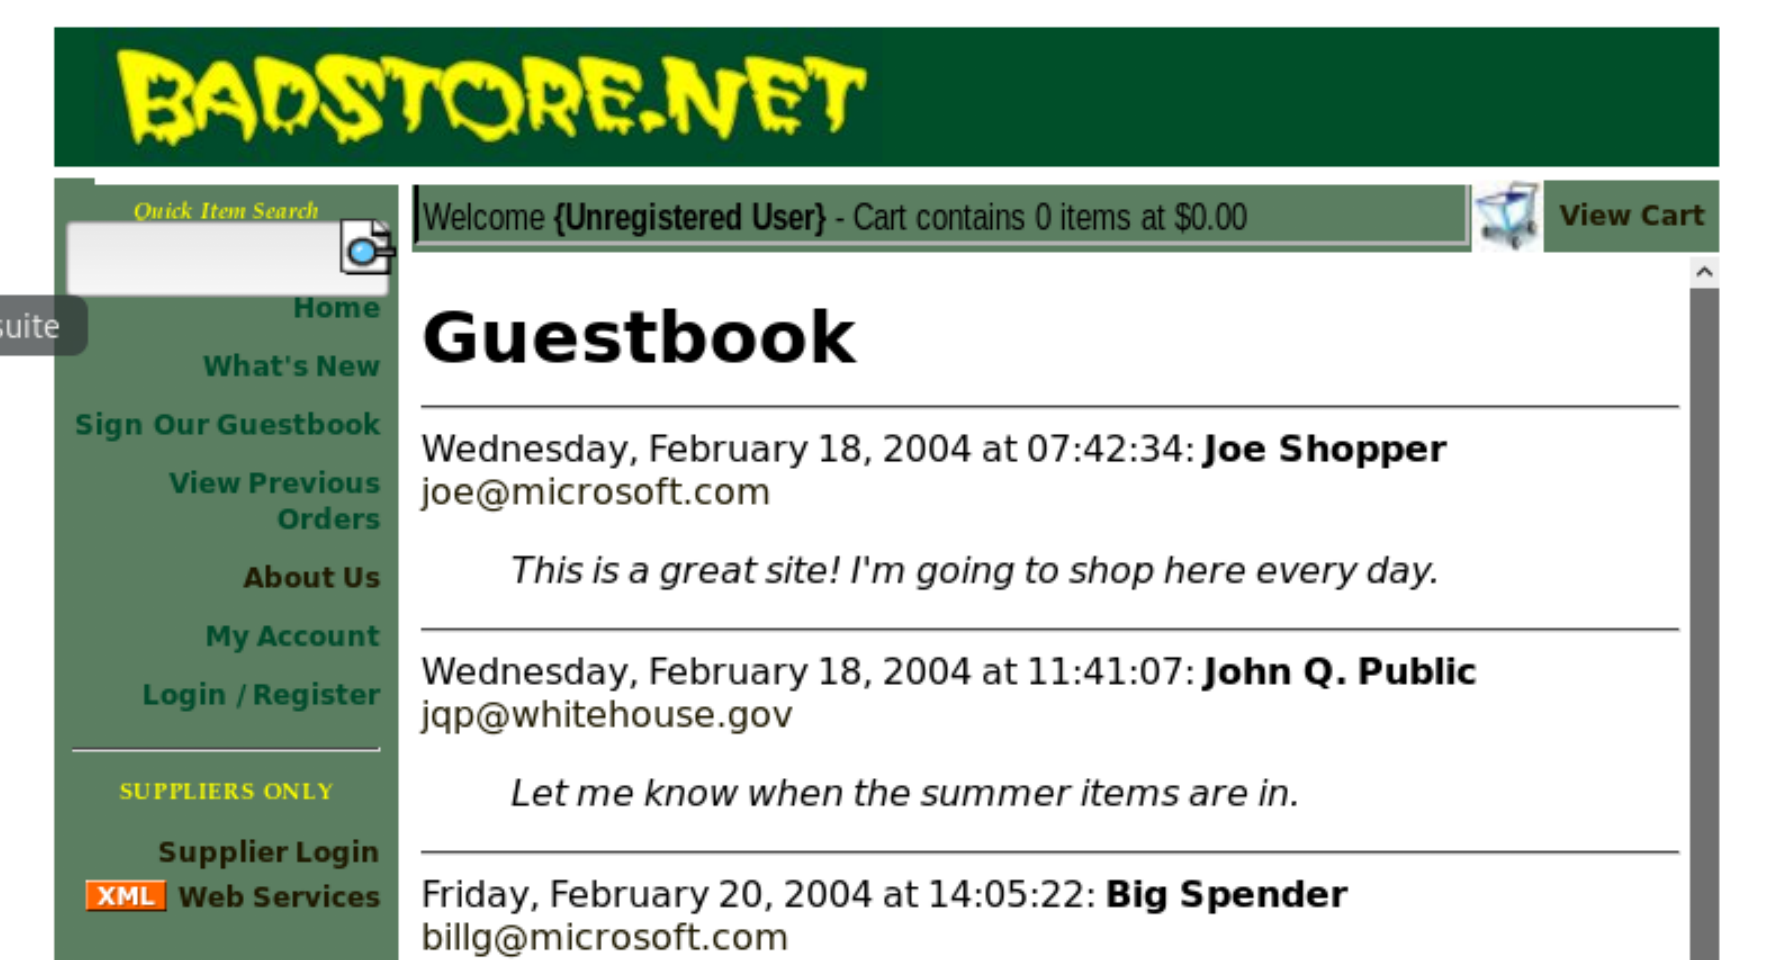 BADSTORE.NET
Quick Item Search
Welcome {Unregistered User} - Cart contains 0 items at $0.00
View Cart
suite
Home
What's New
Sign Our Guestbook
View Previous
Orders
About Us
My Account
Login / Register
SUPPLIERS ONLY
Supplier Login
XML Web Services
Guestbook
Wednesday, February 18, 2004 at 07:42:34: Joe Shopper
joe@microsoft.com
This is a great site! I'm going to shop here every day.
Wednesday, February 18, 2004 at 11:41:07: John Q. Public
jqp@whitehouse.gov
Let me know when the summer items are in.
Friday, February 20, 2004 at 14:05:22: Big Spender
billg@microsoft.com